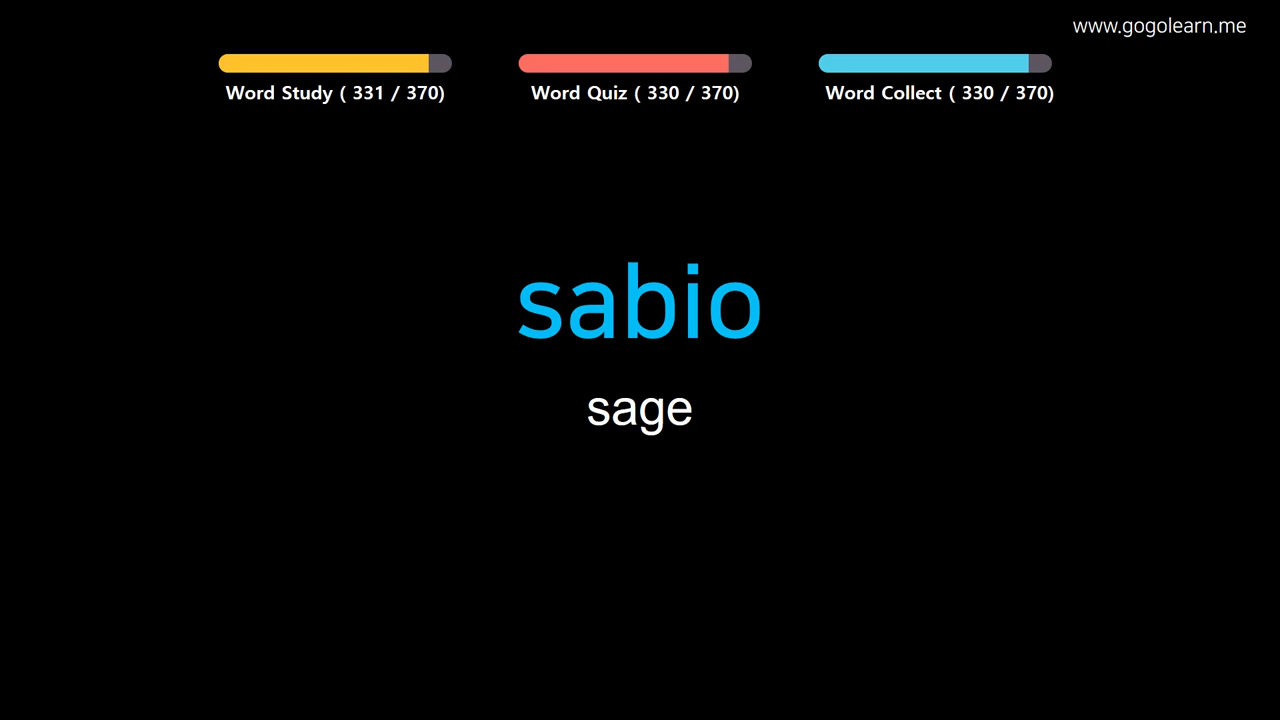 www.gogolearn.me
Word Study ( 331 / 370)
Word Quiz ( 330 / 370)
Word Collect ( 330 / 370)
sabio
sage